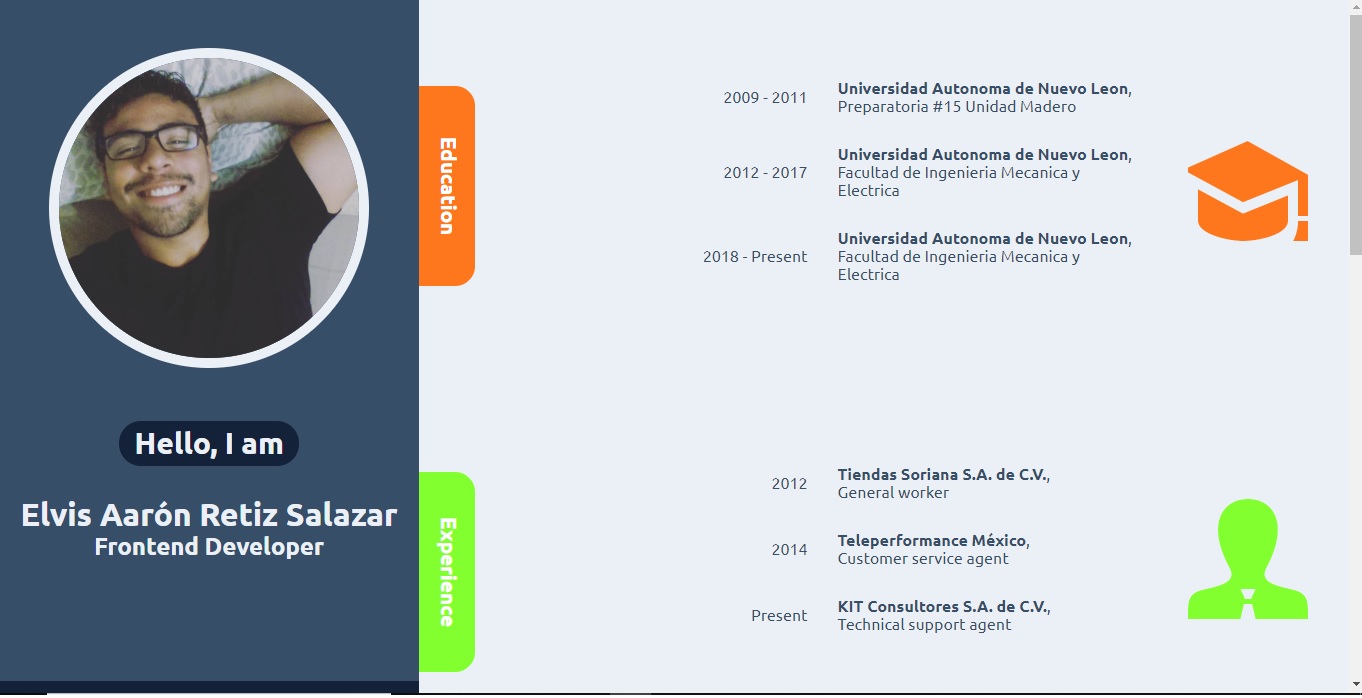 Hello, I am
Elvis Aarón Retiz Salazar
Frontend Developer
Education
2009 - 2011
Universidad Autonoma de Nuevo Leon,
Preparatoria #15 Unidad Madero
2012 - 2017
Universidad Autonoma de Nuevo Leon,
Facultad de Ingenieria Mecanica y
Electrica
2018 - Present
Universidad Autonoma de Nuevo Leon,
Facultad de Ingenieria Mecanica y
Electrica
Experience
2012
Tiendas Soriana S.A. de C.V.,
General worker
2014
Teleperformance México,
Customer service agent
Present
KIT Consultores S.A. de C.V.,
Technical support agent